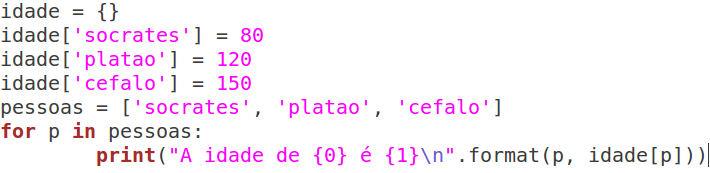 idade = {}
idade['socrates'] = 80
idade['platao'] = 120
idade['cefalo'] = 150
pessoas = ['socrates', 'platao', 'cefalo']
for p in pessoas:
        print("A idade de {0} é {1}\n".format(p, idade[p]))